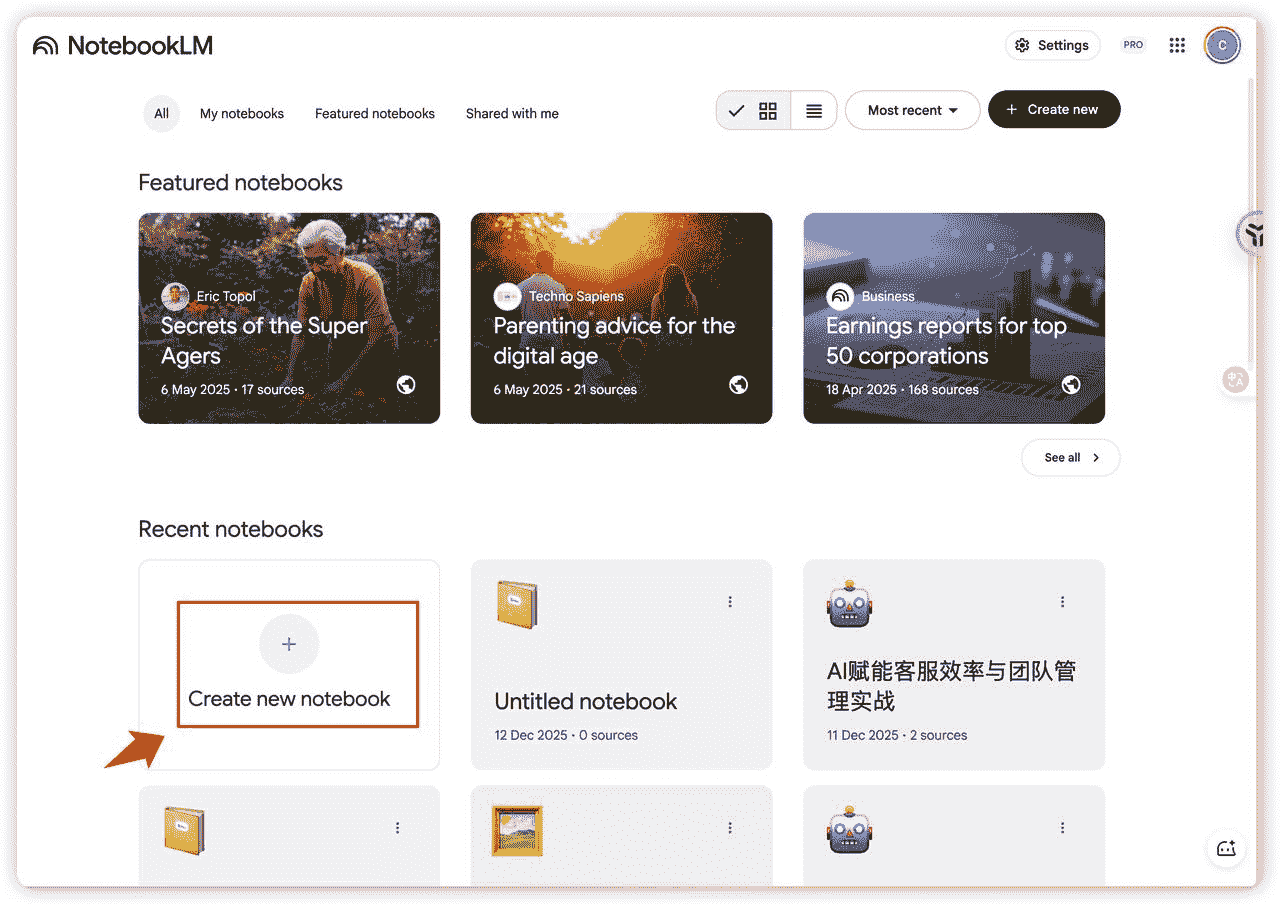 NotebookLM
Settings
PRO
C
All
My notebooks
Featured notebooks
Shared with me
Most recent
+ Create new
Featured notebooks
Eric Topol
Secrets of the Super
Agers
6 May 2025 • 17 sources
Techno Sapiens
Parenting advice for the
digital age
6 May 2025 • 21 sources
Business
Earnings reports for top
50 corporations
18 Apr 2025 • 168 sources
See all
Recent notebooks
+
Create new notebook
Untitled notebook
12 Dec 2025 • 0 sources
AI赋能客服效率与团队管
理实战
11 Dec 2025 • 2 sources